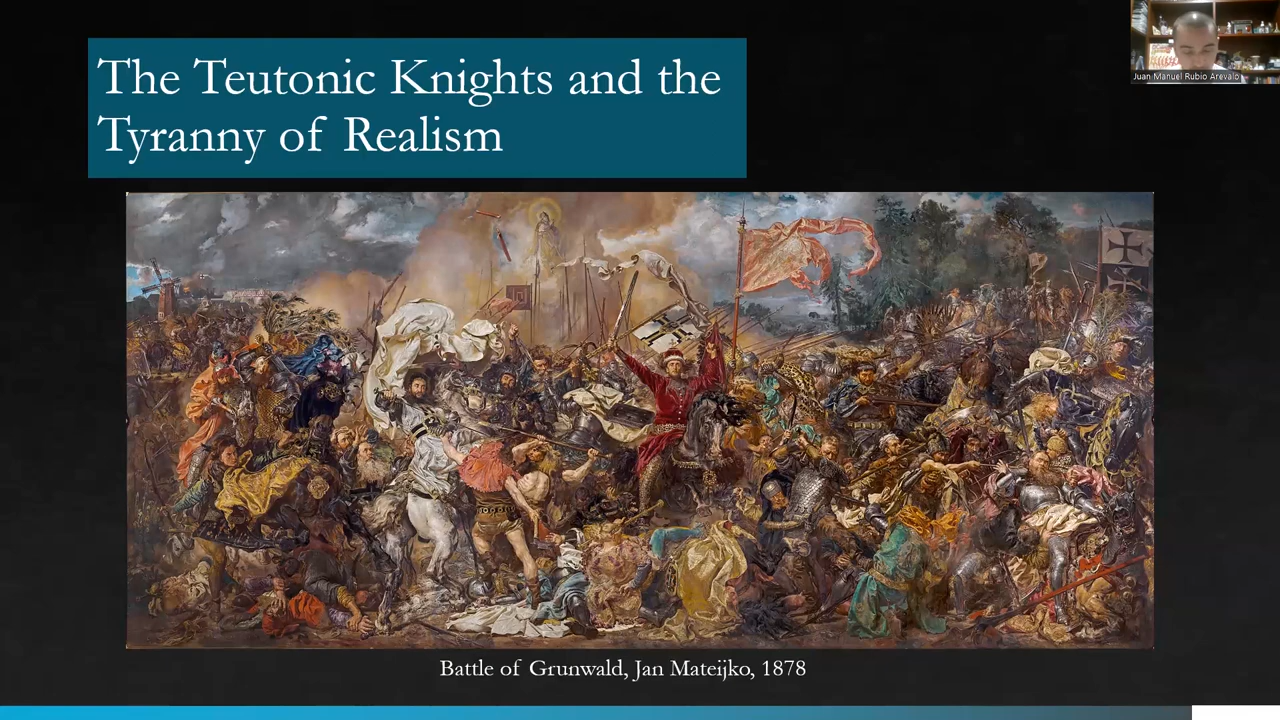 The Teutonic Knights and the
Tyranny of Realism
Juan Manuel Rubio Arevalo
Battle of Grunwald, Jan Mateijko, 1878